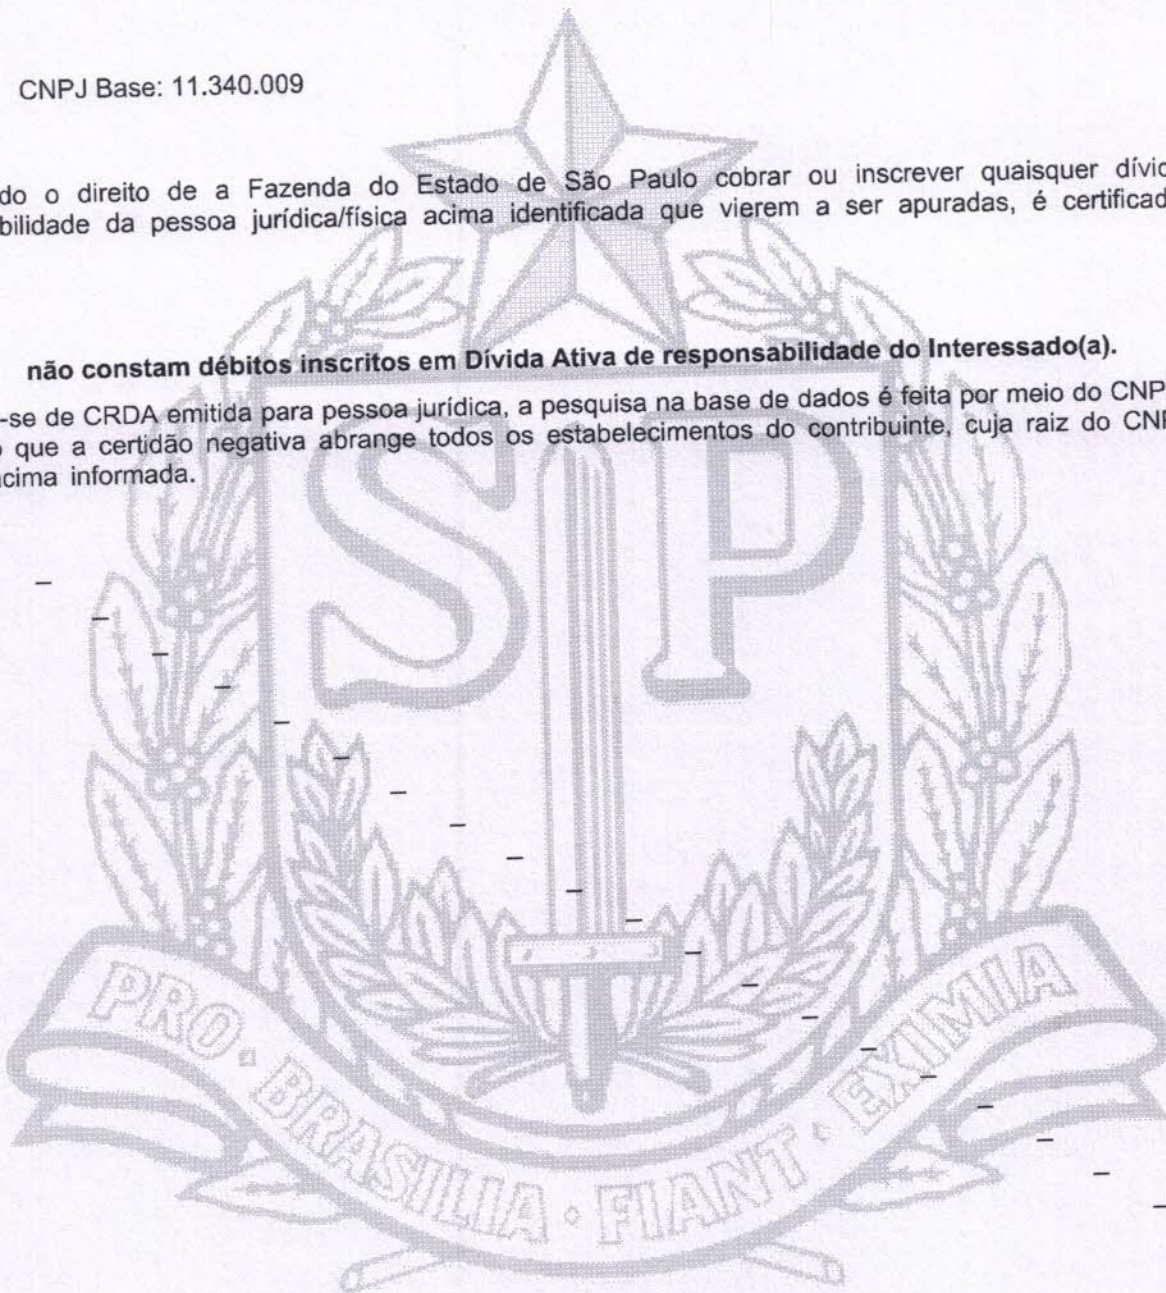 CNPJ Base: 11.340.009
do o direito de a Fazenda do Estado de São Paulo cobrar ou inscrever quaisquer dívid
bilidade da pessoa jurídica/física acima identificada que vierem a ser apuradas, é certificad
não constam débitos inscritos em Dívida Ativa de responsabilidade do Interessado(a).
-se de CRDA emitida para pessoa jurídica, a pesquisa na base de dados é feita por meio do CNP
que a certidão negativa abrange todos os estabelecimentos do contribuinte, cuja raiz do CNP
acima informada.
SP
PRO · BRASILIA · FIANT · EXIMIA